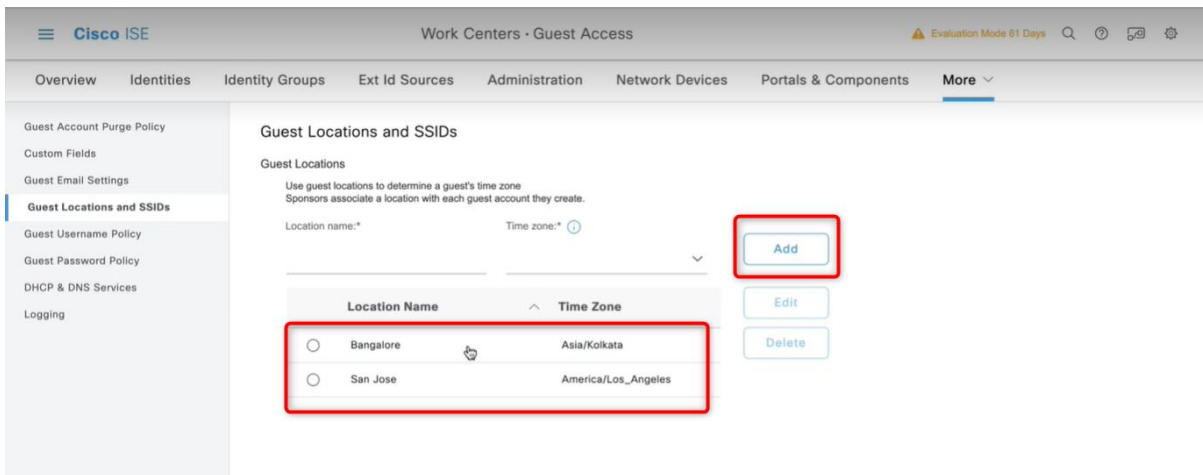 Cisco ISE
Work Centers · Guest Access
Evaluation Mode 81 Days
Overview Identities Identity Groups Ext Id Sources Administration Network Devices Portals & Components More
Guest Account Purge Policy
Custom Fields
Guest Email Settings
Guest Locations and SSIDs
Guest Username Policy
Guest Password Policy
DHCP & DNS Services
Logging
Guest Locations and SSIDs
Guest Locations
Use guest locations to determine a guest's time zone
Sponsors associate a location with each guest account they create.
Location name:* Time zone:*
Add
Edit
Delete
Location Name Time Zone
Bangalore Asia/Kolkata
San Jose America/Los_Angeles